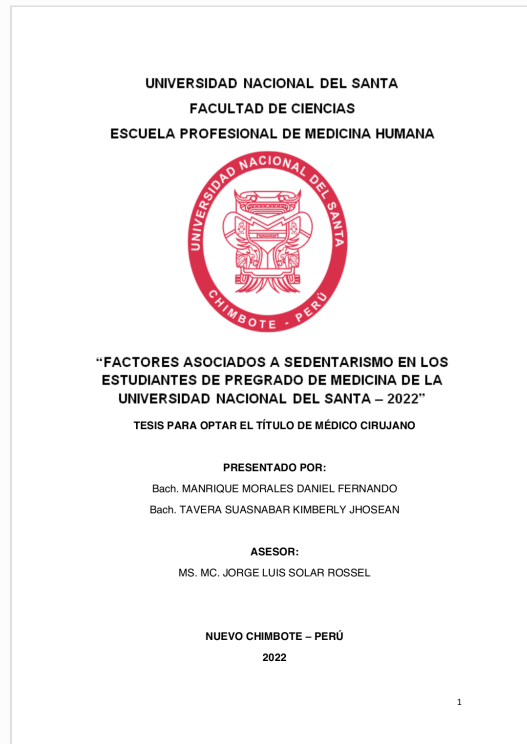 UNIVERSIDAD NACIONAL DEL SANTA
FACULTAD DE CIENCIAS
ESCUELA PROFESIONAL DE MEDICINA HUMANA
UNIVERSIDAD NACIONAL DEL SANTA
CHIMBOTE - PERÚ
“FACTORES ASOCIADOS A SEDENTARISMO EN LOS
ESTUDIANTES DE PREGRADO DE MEDICINA DE LA
UNIVERSIDAD NACIONAL DEL SANTA – 2022”
TESIS PARA OPTAR EL TÍTULO DE MÉDICO CIRUJANO
PRESENTADO POR:
Bach. MANRIQUE MORALES DANIEL FERNANDO
Bach. TAVERA SUASNABAR KIMBERLY JHOSEAN
ASESOR:
MS. MC. JORGE LUIS SOLAR ROSSEL
NUEVO CHIMBOTE – PERÚ
2022
1